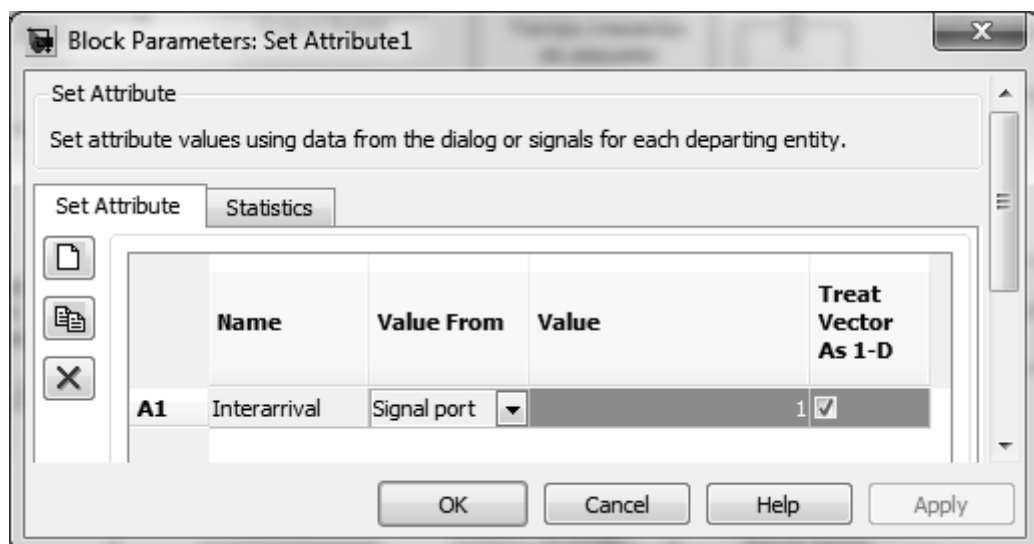 Block Parameters: Set Attribute1
Set Attribute
Set attribute values using data from the dialog or signals for each departing entity.
Set Attribute
Statistics
Name
Value From
Value
Treat
Vector
As 1-D
A1
Interarrival
Signal port
1
OK
Cancel
Help
Apply